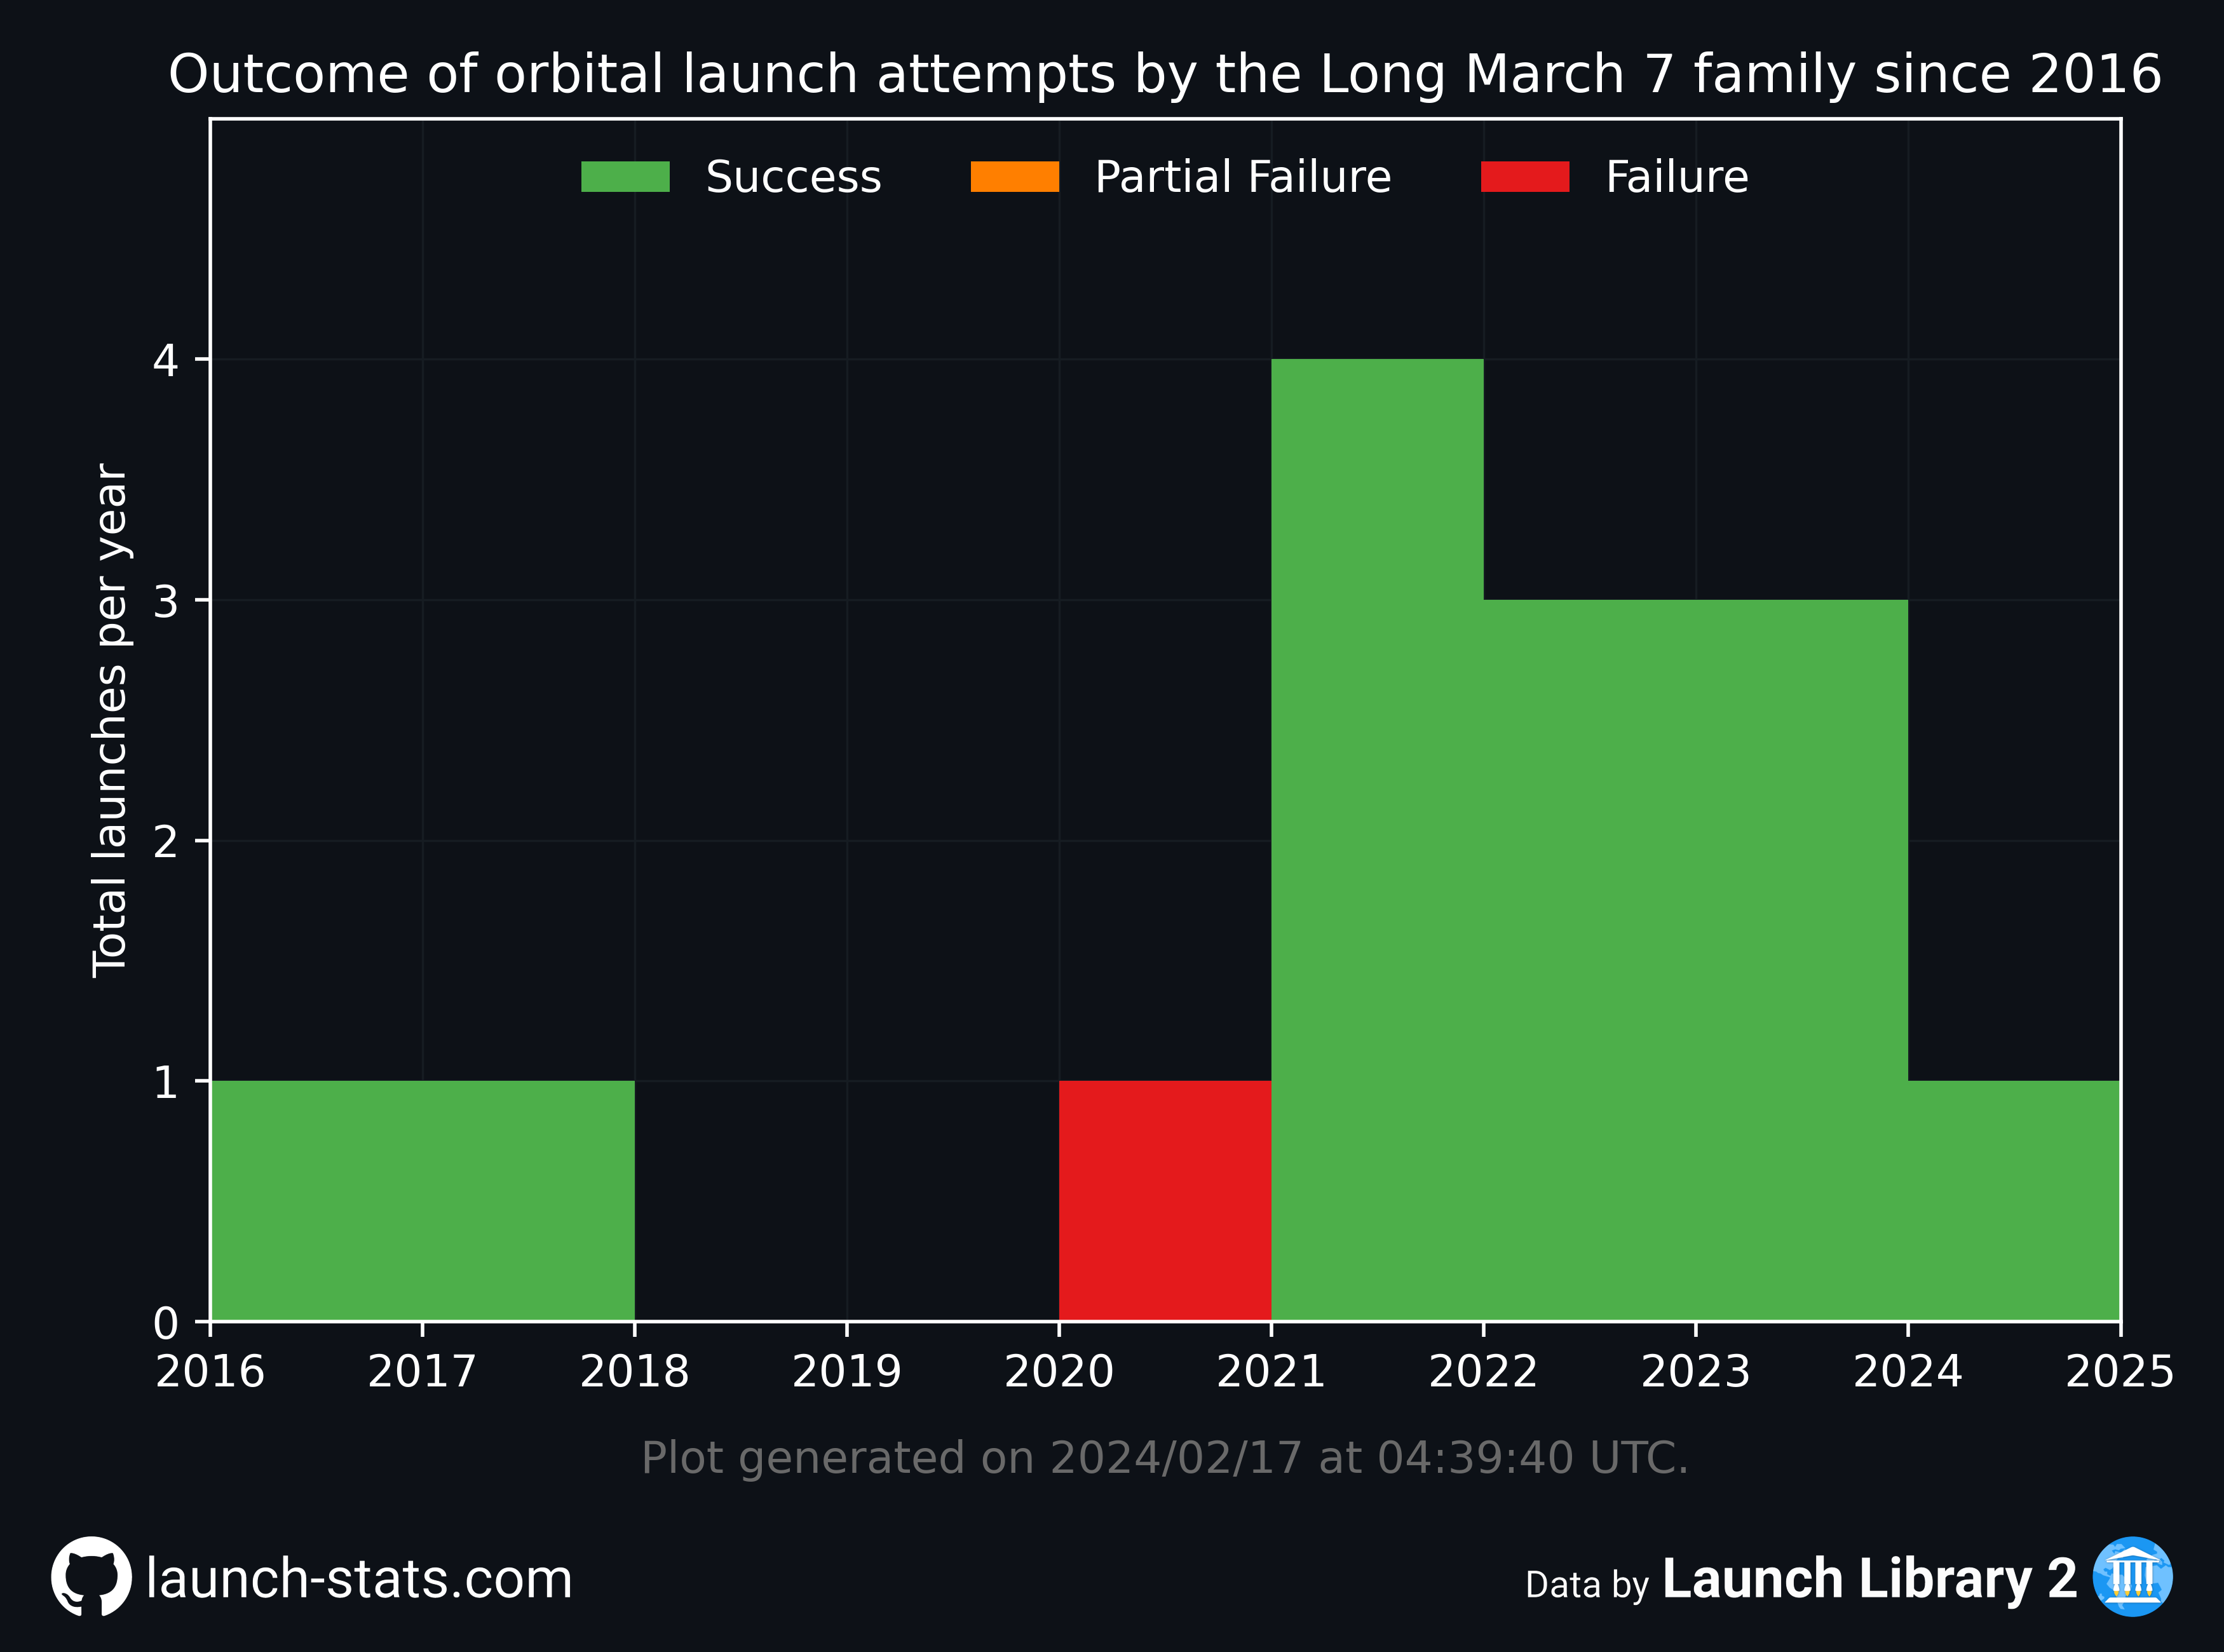 Outcome of orbital launch attempts by the Long March 7 family since 2016
Success Partial Failure Failure
Total launches per year
4
3
2
1
0
2016 2017 2018 2019 2020 2021 2022 2023 2024 2025
Plot generated on 2024/02/17 at 04:39:40 UTC.
launch-stats.com
Data by Launch Library 2